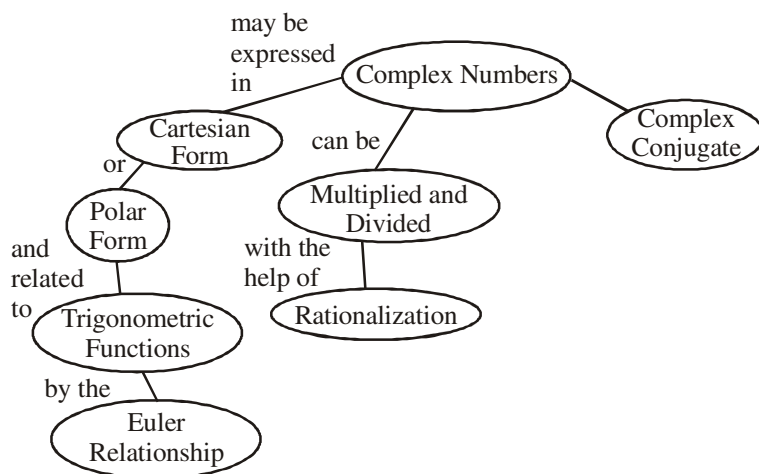 may be
expressed
in
Complex Numbers
Cartesian
Form
can be
Complex
Conjugate
or
Polar
Form
Multiplied and
Divided
and
related
to
with the
help of
Trigonometric
Functions
Rationalization
by the
Euler
Relationship